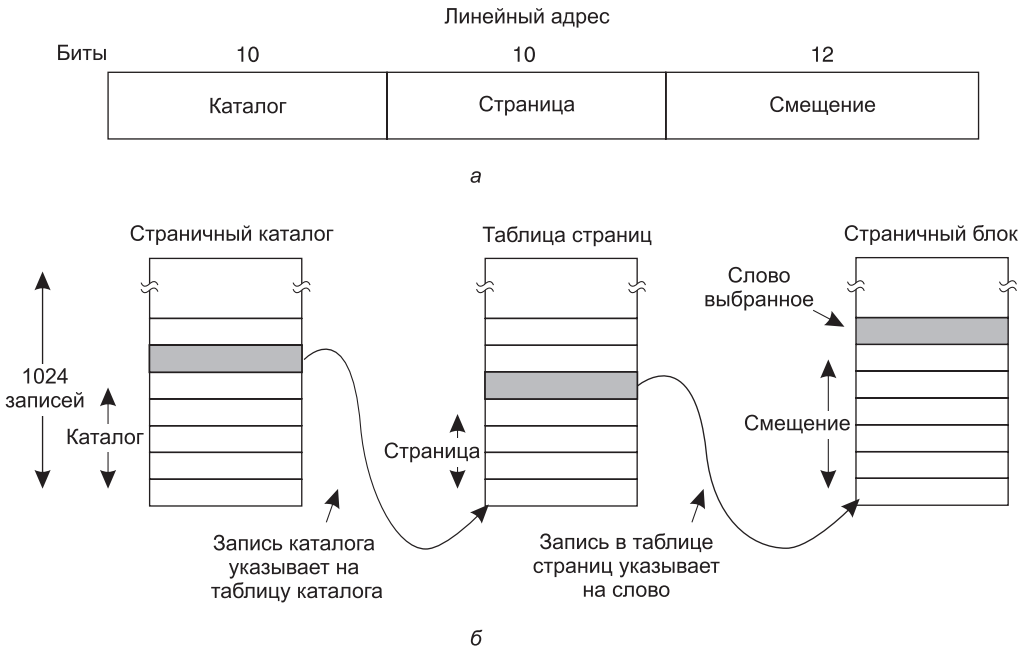 Линейный адрес
Биты 10 10 12
Каталог Страница Смещение
а
Страничный каталог Таблица страниц Страничный блок
Слово
выбранное
1024
записей
Каталог
Страница
Смещение
Запись каталога
указывает на
таблицу каталога
Запись в таблице
страниц указывает
на слово
б